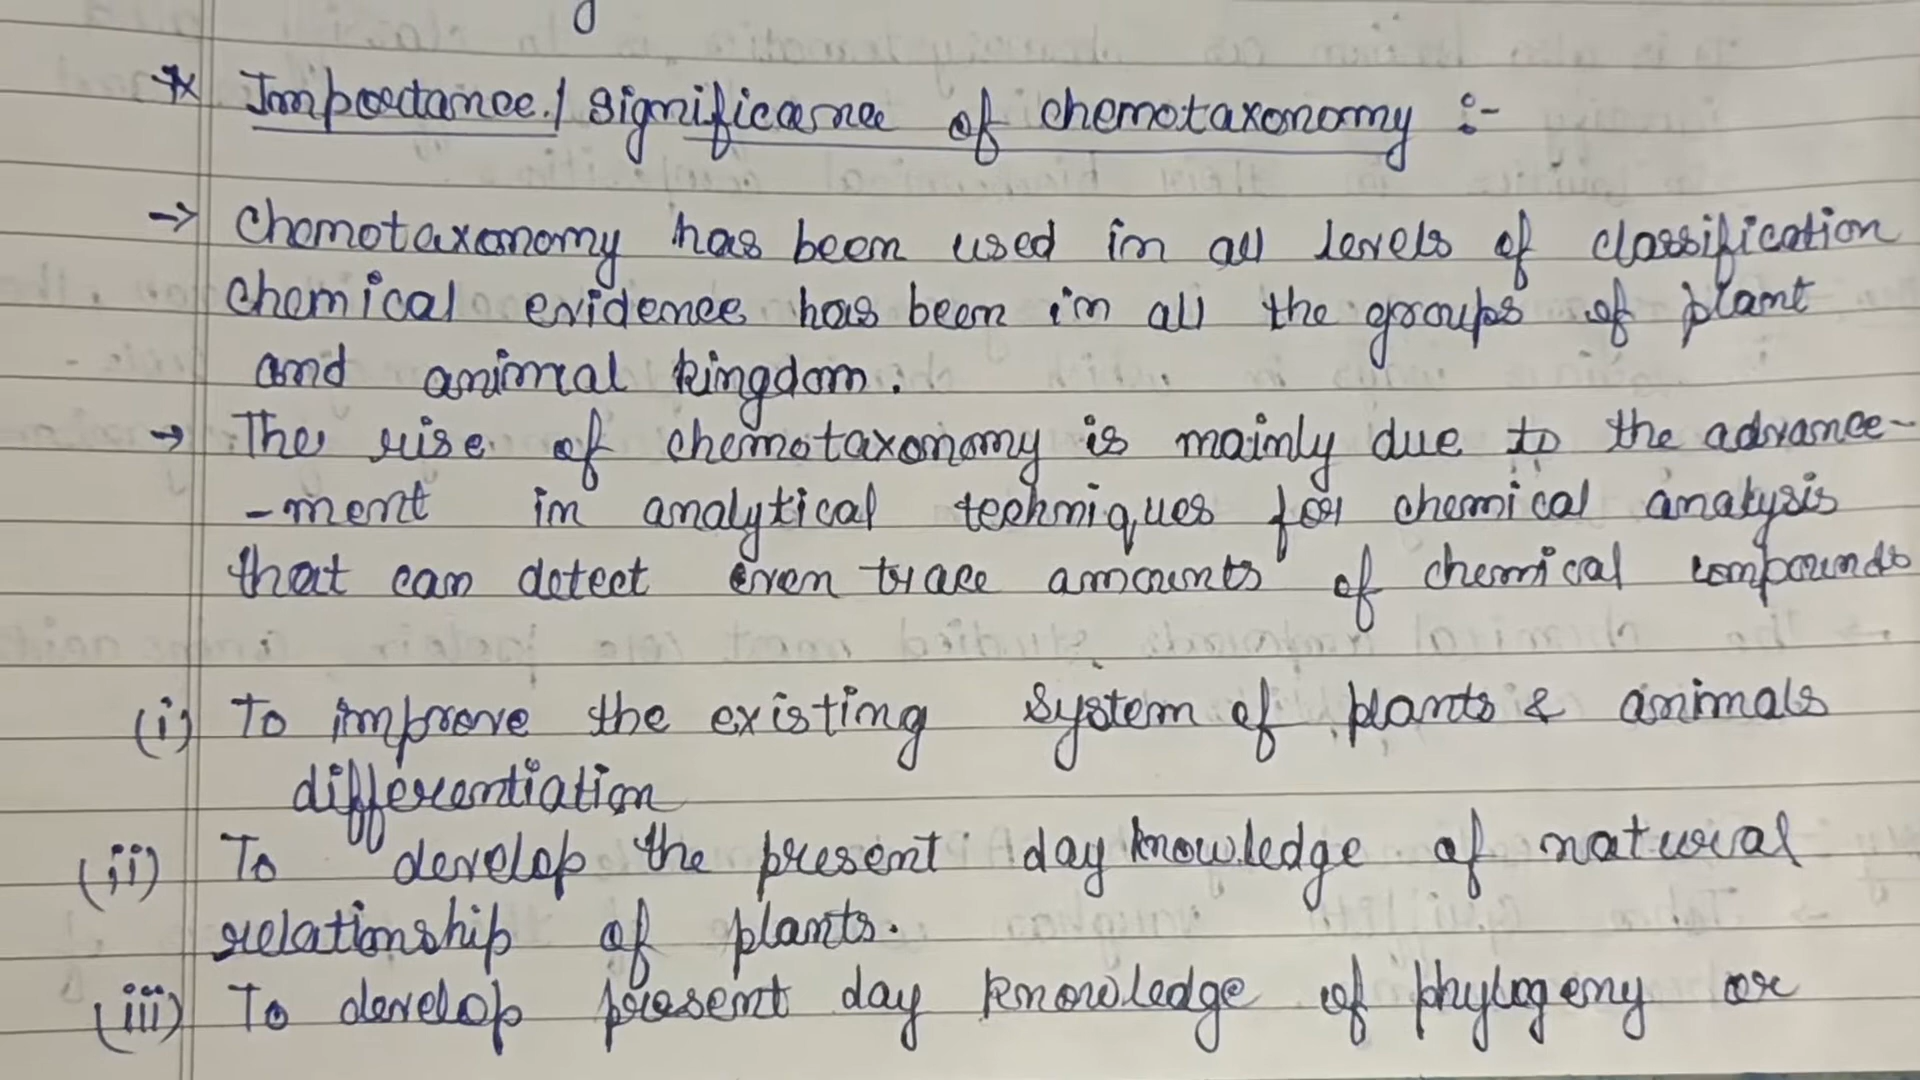 * Importance / significance of chemotaxonomy :-
→ chemotaxonomy has been used in all levels of classification
chemical evidence has been in all the groups of plant
and animal kingdom.
→ The rise of chemotaxonomy is mainly due to the advance-
-ment in analytical techniques for chemical analysis
that can detect even trace amounts of chemical compounds
(i) To improve the existing system of plants & animals
differentiation
(ii) To develop the present day knowledge of natural
relationship of plants.
(iii) To develop present day knowledge of phylogeny or